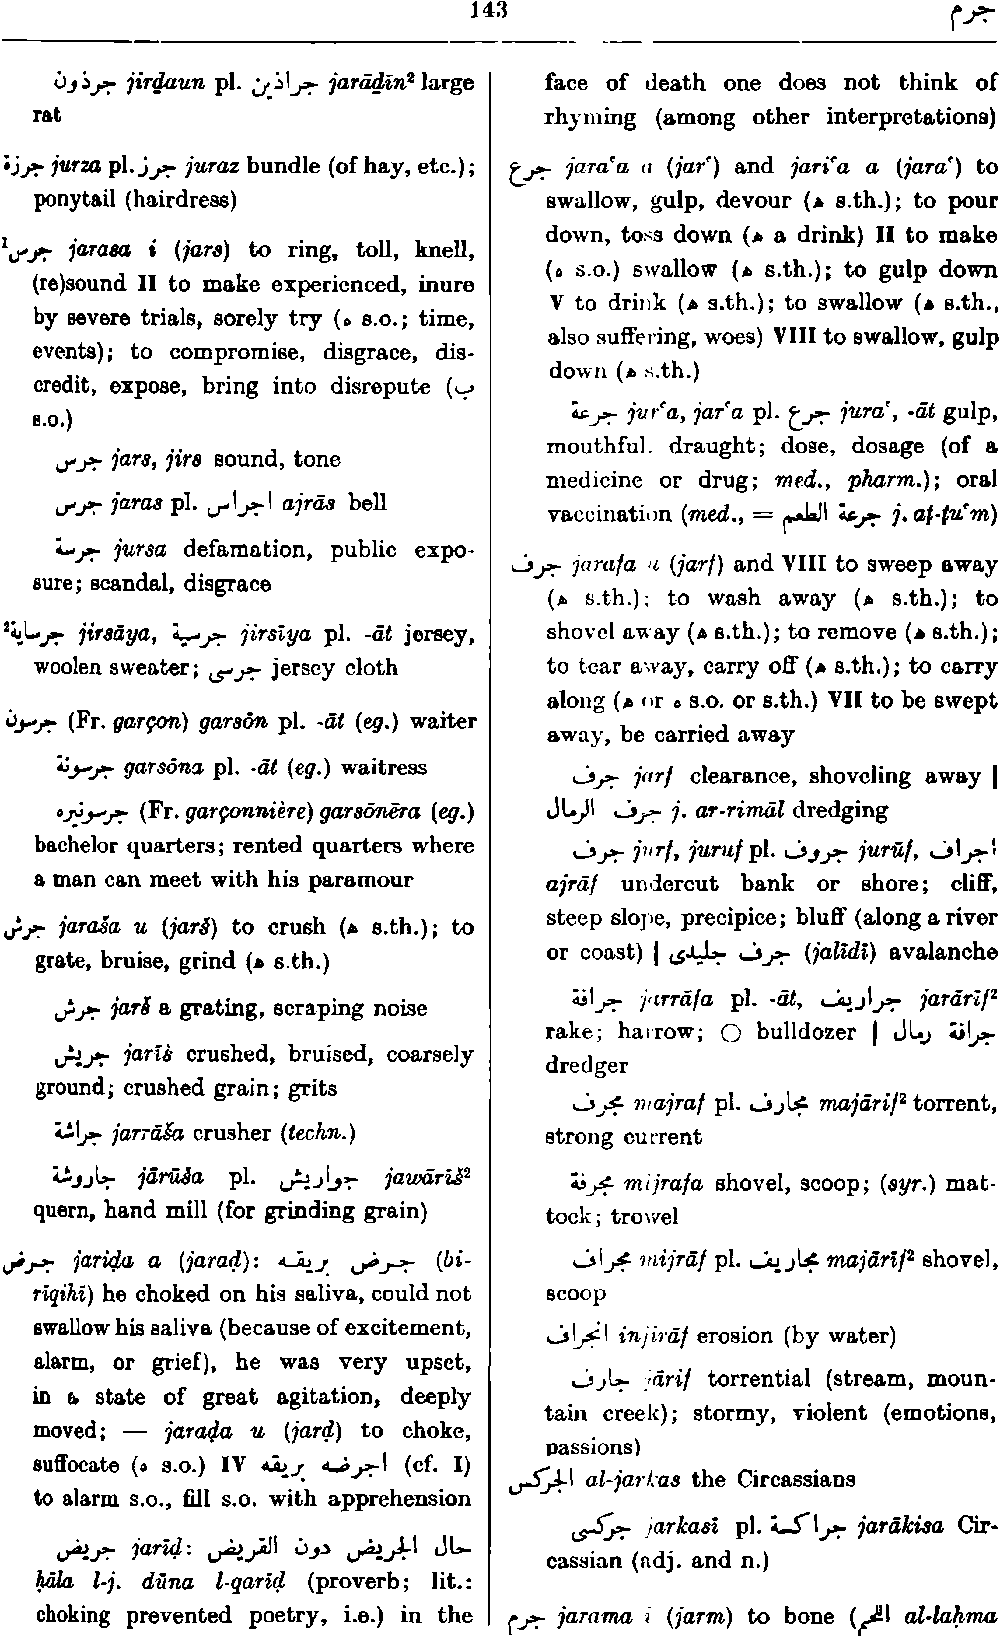 143
جرم
جرذون jirḏaun pl. جراذين jarāḏīn² large
rat
جرزة jurza pl. جرز juraz bundle (of hay, etc.);
ponytail (hairdress)
¹جرس jarasa i (jars) to ring, toll, knell,
(re)sound II to make experienced, inure
by severe trials, sorely try (ه s.o.; time,
events); to compromise, disgrace, dis-
credit, expose, bring into disrepute (ب
s.o.)
جرس jars, jirs sound, tone
جرس jaras pl. اجراس ajrās bell
جرسة jursa defamation, public expo-
sure; scandal, disgrace
²جرساية jirsāya, جرسية jirsīya pl. -āt jersey,
woolen sweater; جرسى jersey cloth
جرسون (Fr. garçon) garsōn pl. -āt (eg.) waiter
جرسونة garsōna pl. -āt (eg.) waitress
جرسونيره (Fr. garçonnière) garsōnēra (eg.)
bachelor quarters; rented quarters where
a man can meet with his paramour
جرش jaraša u (jarš) to crush (ه s.th.); to
grate, bruise, grind (ه s.th.)
جرش jarš a grating, scraping noise
جريش jarīš crushed, bruised, coarsely
ground; crushed grain; grits
جراشة jarrāša crusher (techn.)
جاروشة jārūša pl. جواريش jawārīš²
quern, hand mill (for grinding grain)
جرض jariḍa a (jaraḍ): جرض بريقه (bi-
rīqihī) he choked on his saliva, could not
swallow his saliva (because of excitement,
alarm, or grief), he was very upset,
in a state of great agitation, deeply
moved; — jaraḍa u (jarḍ) to choke,
suffocate (ه s.o.) IV اجرضه بريقه (cf. I)
to alarm s.o., fill s.o. with apprehension
جريض jarīḍ: حال الجريض دون القريض
ḥāla l-j. dūna l-qarīḍ (proverb; lit.:
choking prevented poetry, i.e.) in the
face of death one does not think of
rhyming (among other interpretations)
جرع jaraʿa a (jarʿ) and jariʿa a (jaraʿ) to
swallow, gulp, devour (ه s.th.); to pour
down, toss down (ه a drink) II to make
(ه s.o.) swallow (ه s.th.); to gulp down
V to drink (ه s.th.); to swallow (ه s.th.,
also suffering, woes) VIII to swallow, gulp
down (ه s.th.)
جرعة jurʿa, jarʿa pl. جرع juraʿ, -āt gulp,
mouthful. draught; dose, dosage (of a
medicine or drug; med., pharm.); oral
vaccination (med., = جرعة الطعم j. aṭ-ṭuʿm)
جرف jarafa u (jarf) and VIII to sweep away
(ه s.th.); to wash away (ه s.th.); to
shovel away (ه s.th.); to remove (ه s.th.);
to tear away, carry off (ه s.th.); to carry
along (ه or ه s.o. or s.th.) VII to be swept
away, be carried away
جرف jarf clearance, shoveling away |
جرف الرمال j. ar-rimāl dredging
جرف jurf, juruf pl. جروف jurūf, اجراف
ajrāf undercut bank or shore; cliff,
steep slope, precipice; bluff (along a river
or coast) | جرف جليدى (jalīdī) avalanche
جرافة jarrāfa pl. -āt, جراريف jarārīf²
rake; harrow; ○ bulldozer | جرافة رمال
dredger
مجرف majraf pl. مجارف majārif² torrent,
strong current
مجرفة mijrafa shovel, scoop; (syr.) mat-
tock; trowel
مجراف mijrāf pl. مجاريف majārīf² shovel,
scoop
انجراف injirāf erosion (by water)
جارف jārif torrential (stream, moun-
tain creek); stormy, violent (emotions,
passions)
الجركس al-jarkas the Circassians
جركسى jarkasī pl. جراكسة jarākisa Cir-
cassian (adj. and n.)
جرم jarama i (jarm) to bone (اللحم al-laḥma